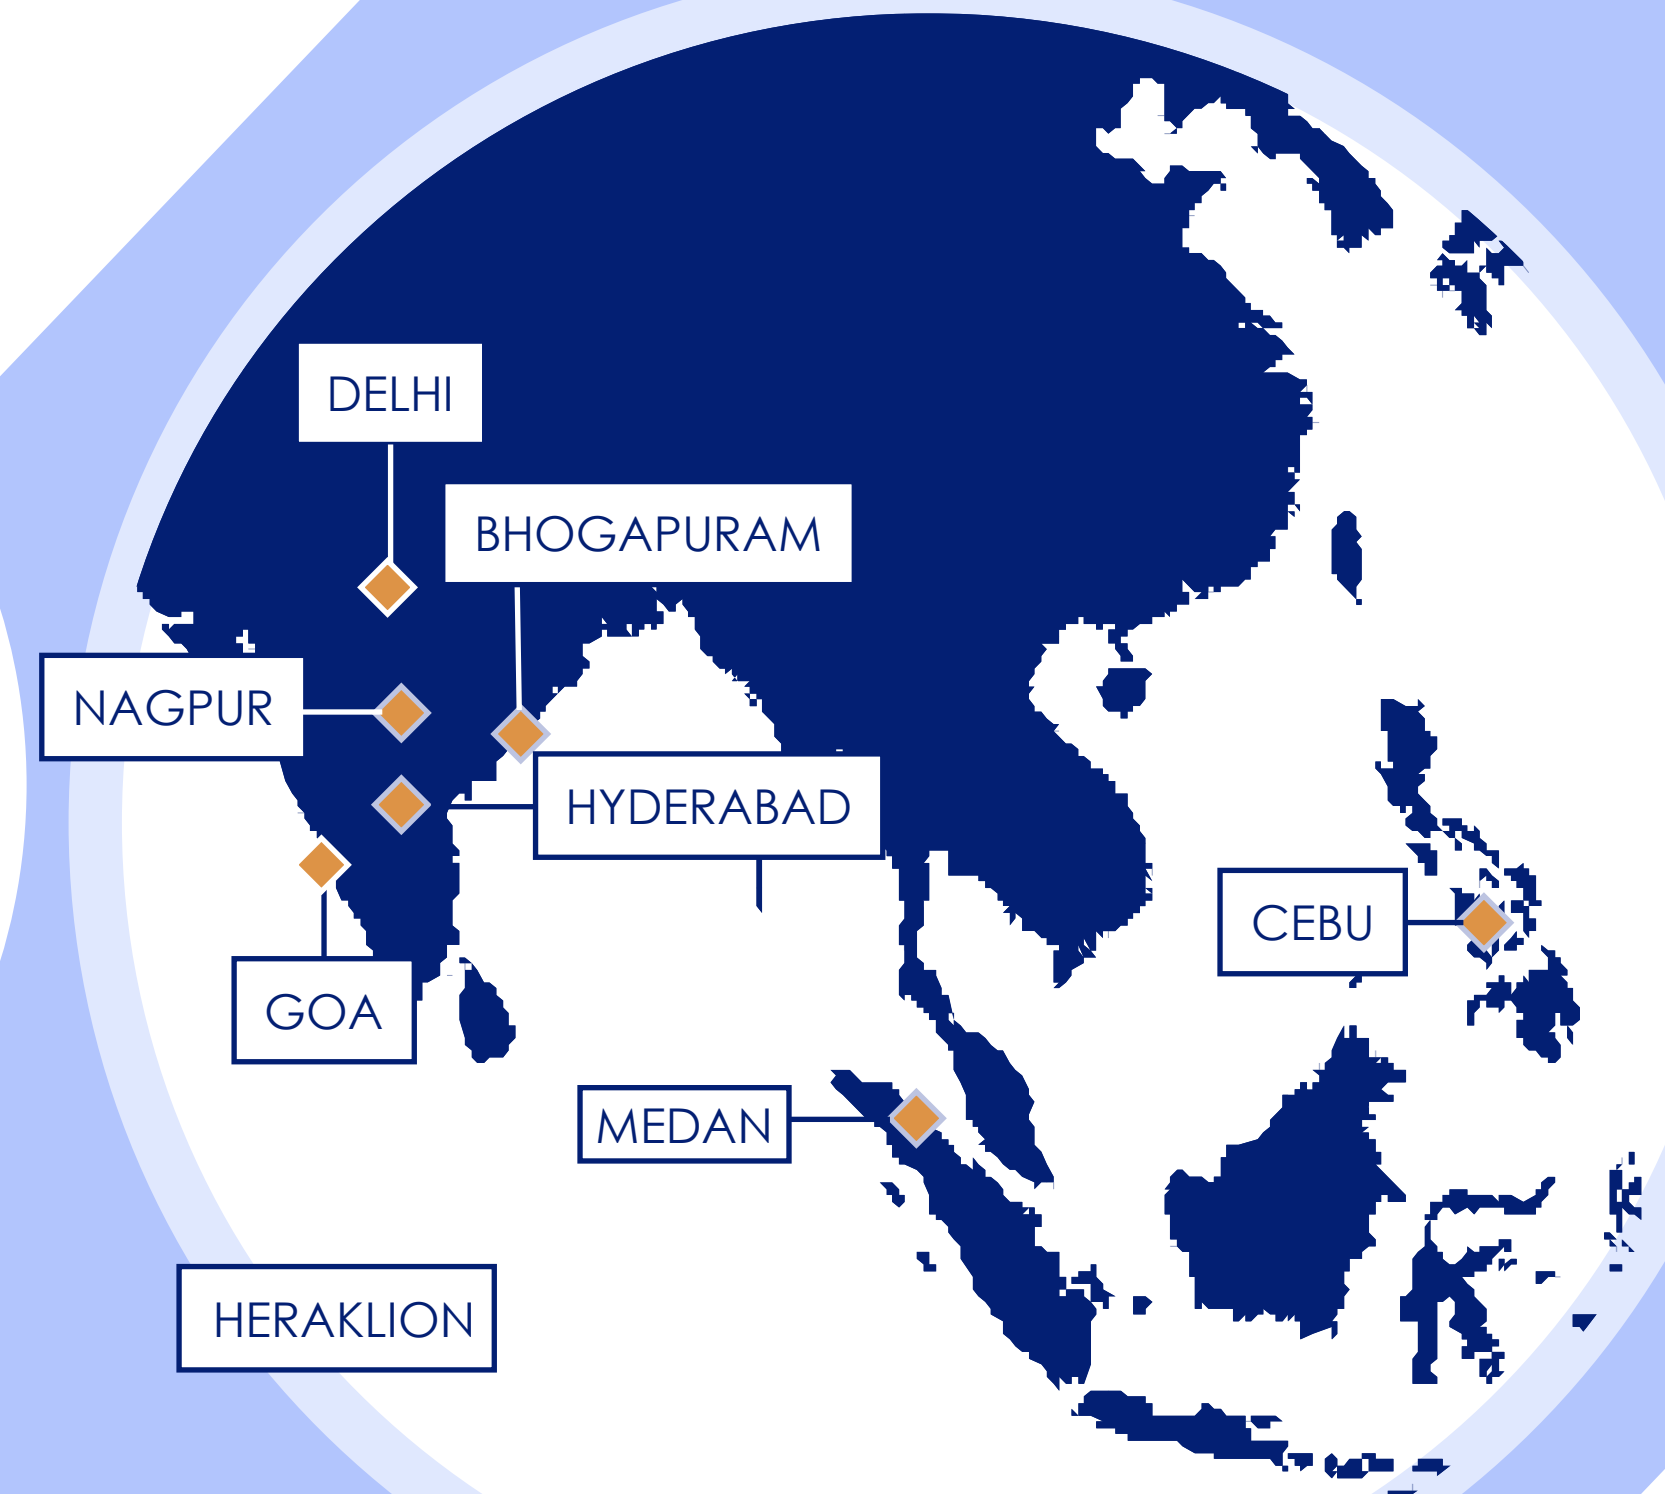 DELHI
BHOGAPURAM
NAGPUR
HYDERABAD
CEBU
GOA
MEDAN
HERAKLION